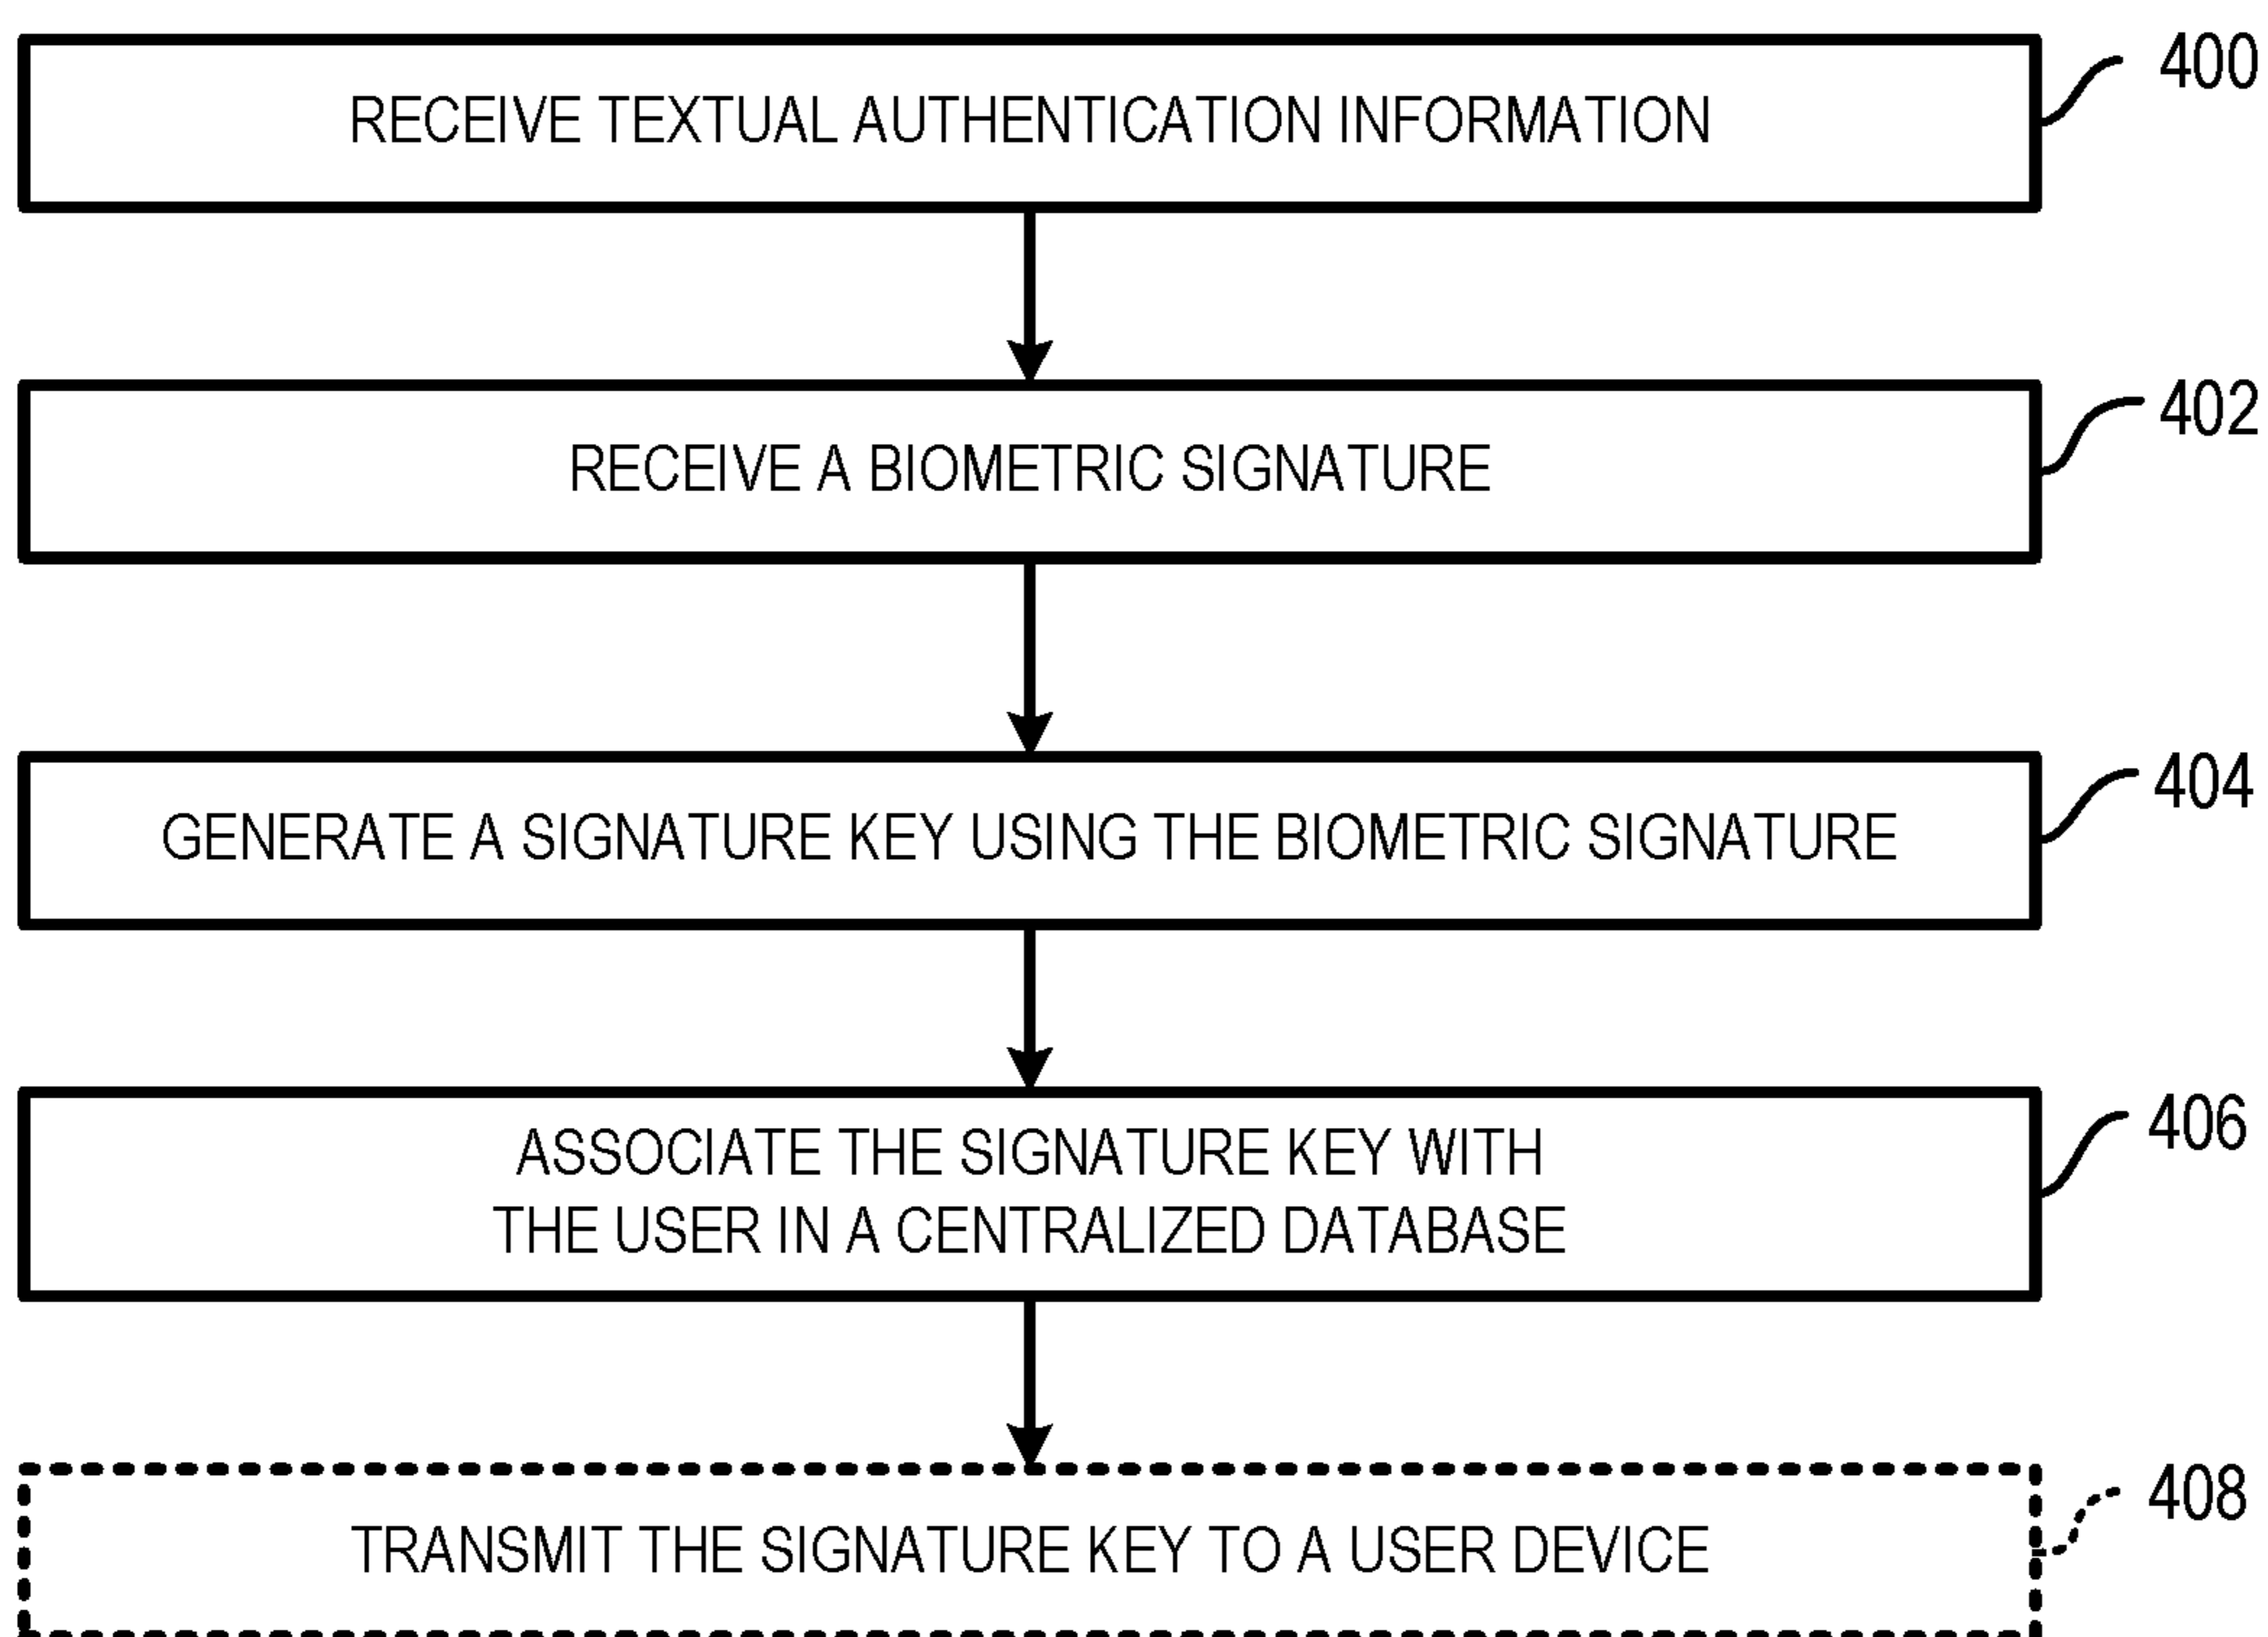 RECEIVE TEXTUAL AUTHENTICATION INFORMATION
400
RECEIVE A BIOMETRIC SIGNATURE
402
GENERATE A SIGNATURE KEY USING THE BIOMETRIC SIGNATURE
404
ASSOCIATE THE SIGNATURE KEY WITH
THE USER IN A CENTRALIZED DATABASE
406
TRANSMIT THE SIGNATURE KEY TO A USER DEVICE
408